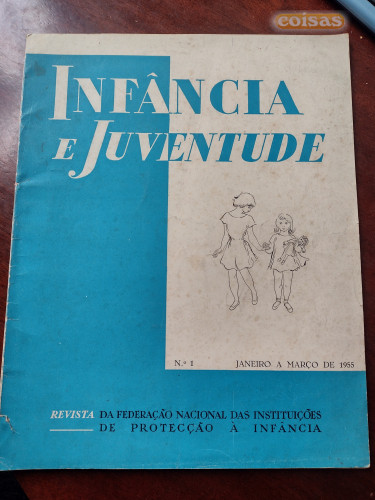 coisas
INFÂNCIA
E JUVENTUDE
N.º 1 JANEIRO A MARÇO DE 1955
REVISTA DA FEDERAÇÃO NACIONAL DAS INSTITUIÇÕES
DE PROTECÇÃO À INFÂNCIA